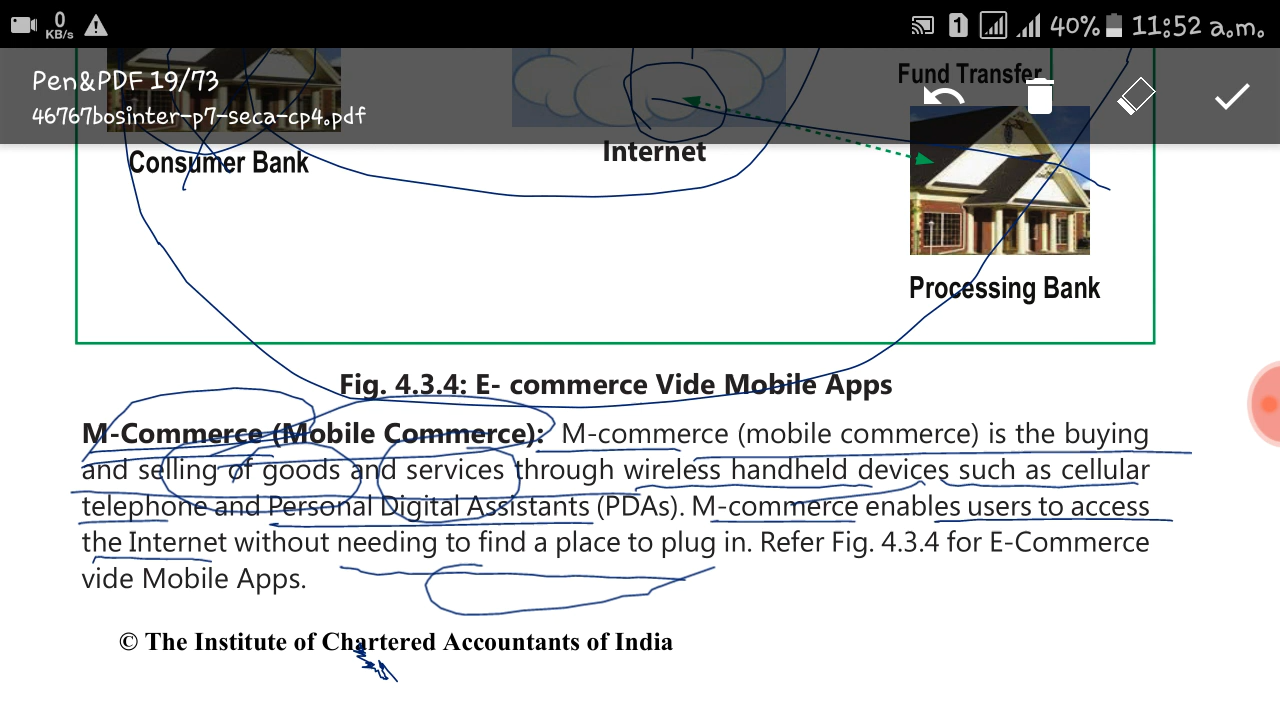 0 KB/s 1 40% 11:52 a.m.
Pen&PDF 19/73
46767bosinter-p7-seca-cp4.pdf
Fund Transfer
Consumer Bank
Internet
Processing Bank
Fig. 4.3.4: E- commerce Vide Mobile Apps
M-Commerce (Mobile Commerce): M-commerce (mobile commerce) is the buying
and selling of goods and services through wireless handheld devices such as cellular
telephone and Personal Digital Assistants (PDAs). M-commerce enables users to access
the Internet without needing to find a place to plug in. Refer Fig. 4.3.4 for E-Commerce
vide Mobile Apps.
© The Institute of Chartered Accountants of India